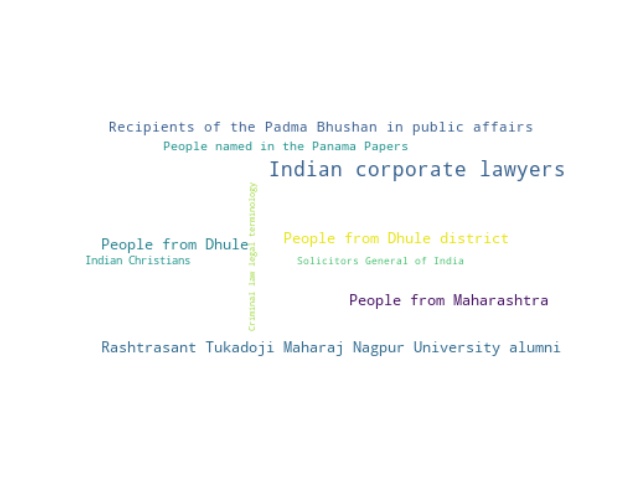 Recipients of the Padma Bhushan in public affairs
People named in the Panama Papers
Indian corporate lawyers
Criminal law legal terminology
People from Dhule district
People from Dhule
Indian Christians
Solicitors General of India
People from Maharashtra
Rashtrasant Tukadoji Maharaj Nagpur University alumni